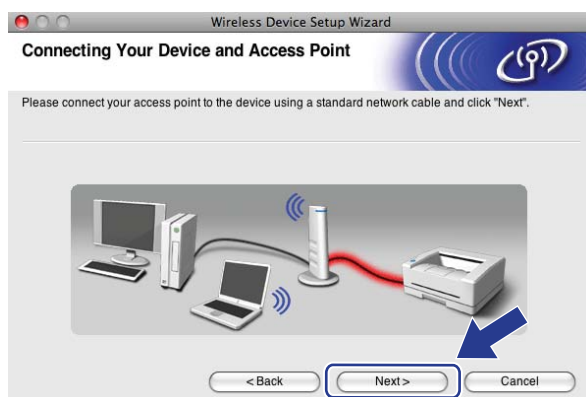 Wireless Device Setup Wizard
Connecting Your Device and Access Point
Please connect your access point to the device using a standard network cable and click "Next".
< Back
Next >
Cancel